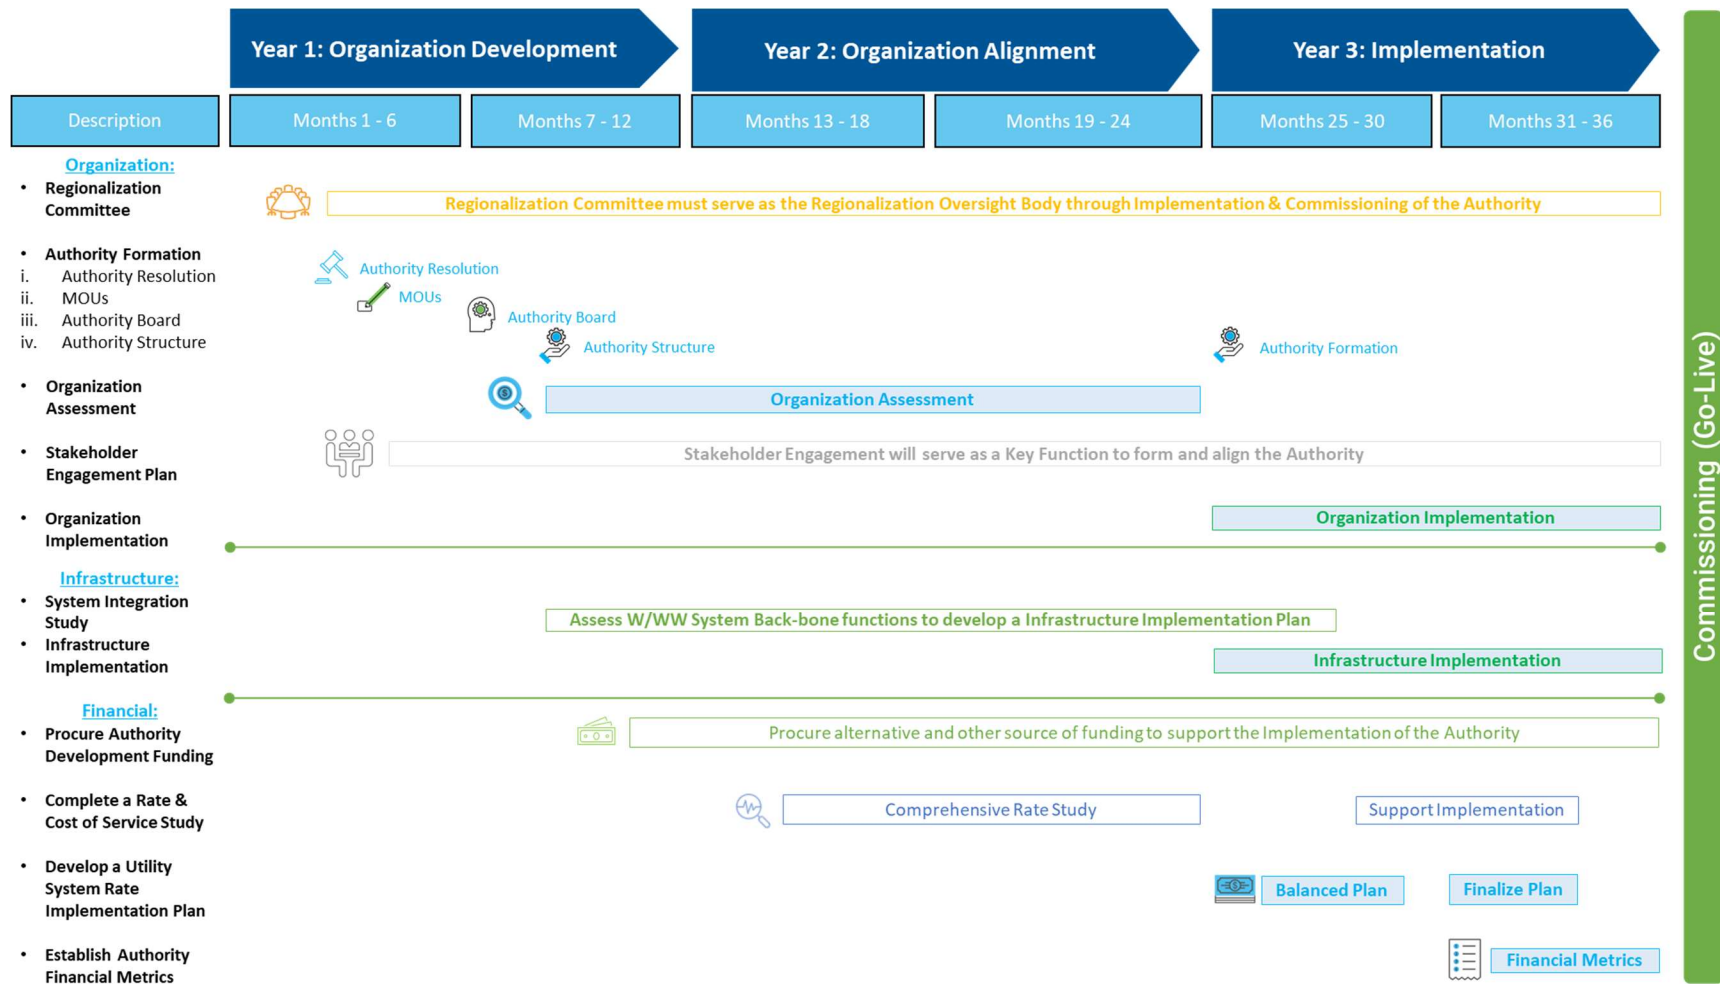 Year 1: Organization Development
Year 2: Organization Alignment
Year 3: Implementation
Description
Months 1 - 6
Months 7 - 12
Months 13 - 18
Months 19 - 24
Months 25 - 30
Months 31 - 36
Organization:
• Regionalization
Committee
Regionalization Committee must serve as the Regionalization Oversight Body through Implementation & Commissioning of the Authority
• Authority Formation
i. Authority Resolution
ii. MOUs
iii. Authority Board
iv. Authority Structure
Authority Resolution
MOUs
Authority Board
Authority Structure
Authority Formation
• Organization
Assessment
Organization Assessment
• Stakeholder
Engagement Plan
Stakeholder Engagement will serve as a Key Function to form and align the Authority
• Organization
Implementation
Organization Implementation
Infrastructure:
• System Integration
Study
Assess W/WW System Back-bone functions to develop a Infrastructure Implementation Plan
• Infrastructure
Implementation
Infrastructure Implementation
Financial:
• Procure Authority
Development Funding
Procure alternative and other source of funding to support the Implementation of the Authority
• Complete a Rate &
Cost of Service Study
Comprehensive Rate Study
Support Implementation
• Develop a Utility
System Rate
Implementation Plan
Balanced Plan
Finalize Plan
• Establish Authority
Financial Metrics
Financial Metrics
Commissioning (Go-Live)